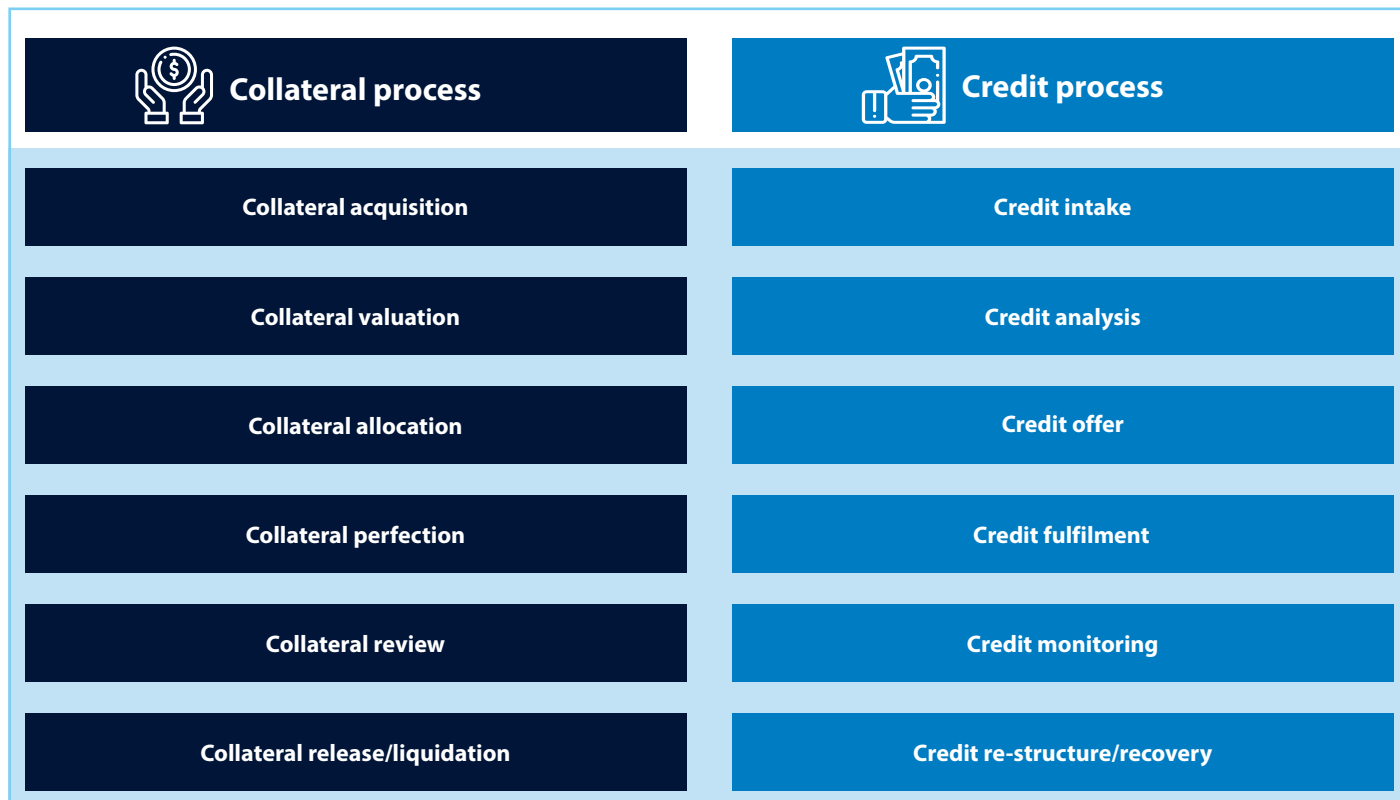 Collateral process
Credit process
Collateral acquisition
Credit intake
Collateral valuation
Credit analysis
Collateral allocation
Credit offer
Collateral perfection
Credit fulfilment
Collateral review
Credit monitoring
Collateral release/liquidation
Credit re-structure/recovery